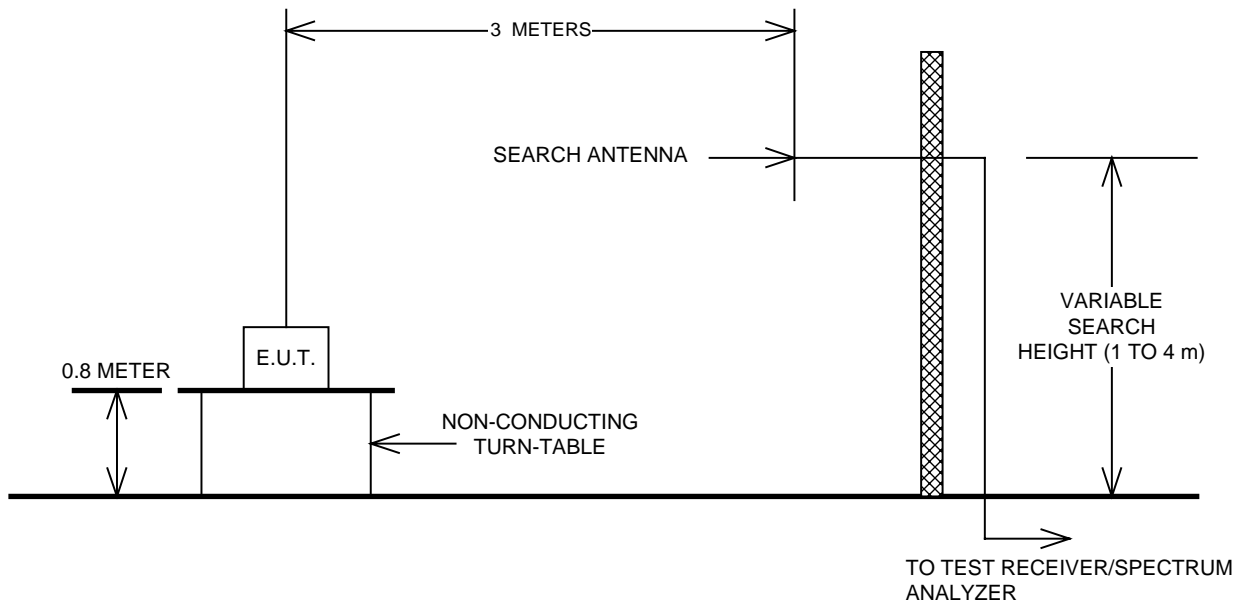 3 METERS
SEARCH ANTENNA
VARIABLE
SEARCH
HEIGHT (1 TO 4 m)
E.U.T.
0.8 METER
NON-CONDUCTING
TURN-TABLE
TO TEST RECEIVER/SPECTRUM
ANALYZER